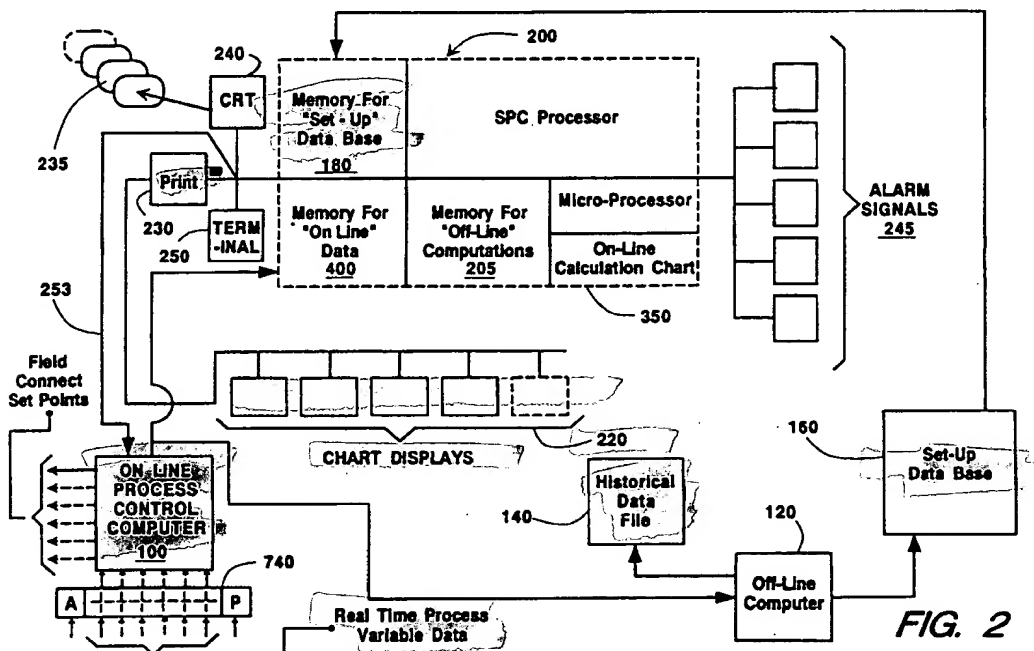 200
240
CRT
235
Memory For
"Set-Up"
Data Base
180
SPC Processor
Print
230
TERM
-INAL
250
Memory For
"On Line"
Data
400
Memory For
"Off-Line"
Computations
205
Micro-Processor
On-Line
Calculation Chart
350
ALARM
SIGNALS
245
253
Field
Connect
Set Points
220
CHART DISPLAYS
ON LINE
PROCESS
CONTROL
COMPUTER
100
740
A
P
Historical
Data
File
140
160
Set-Up
Data Base
120
Off-Line
Computer
Real Time Process
Variable Data
FIG. 2